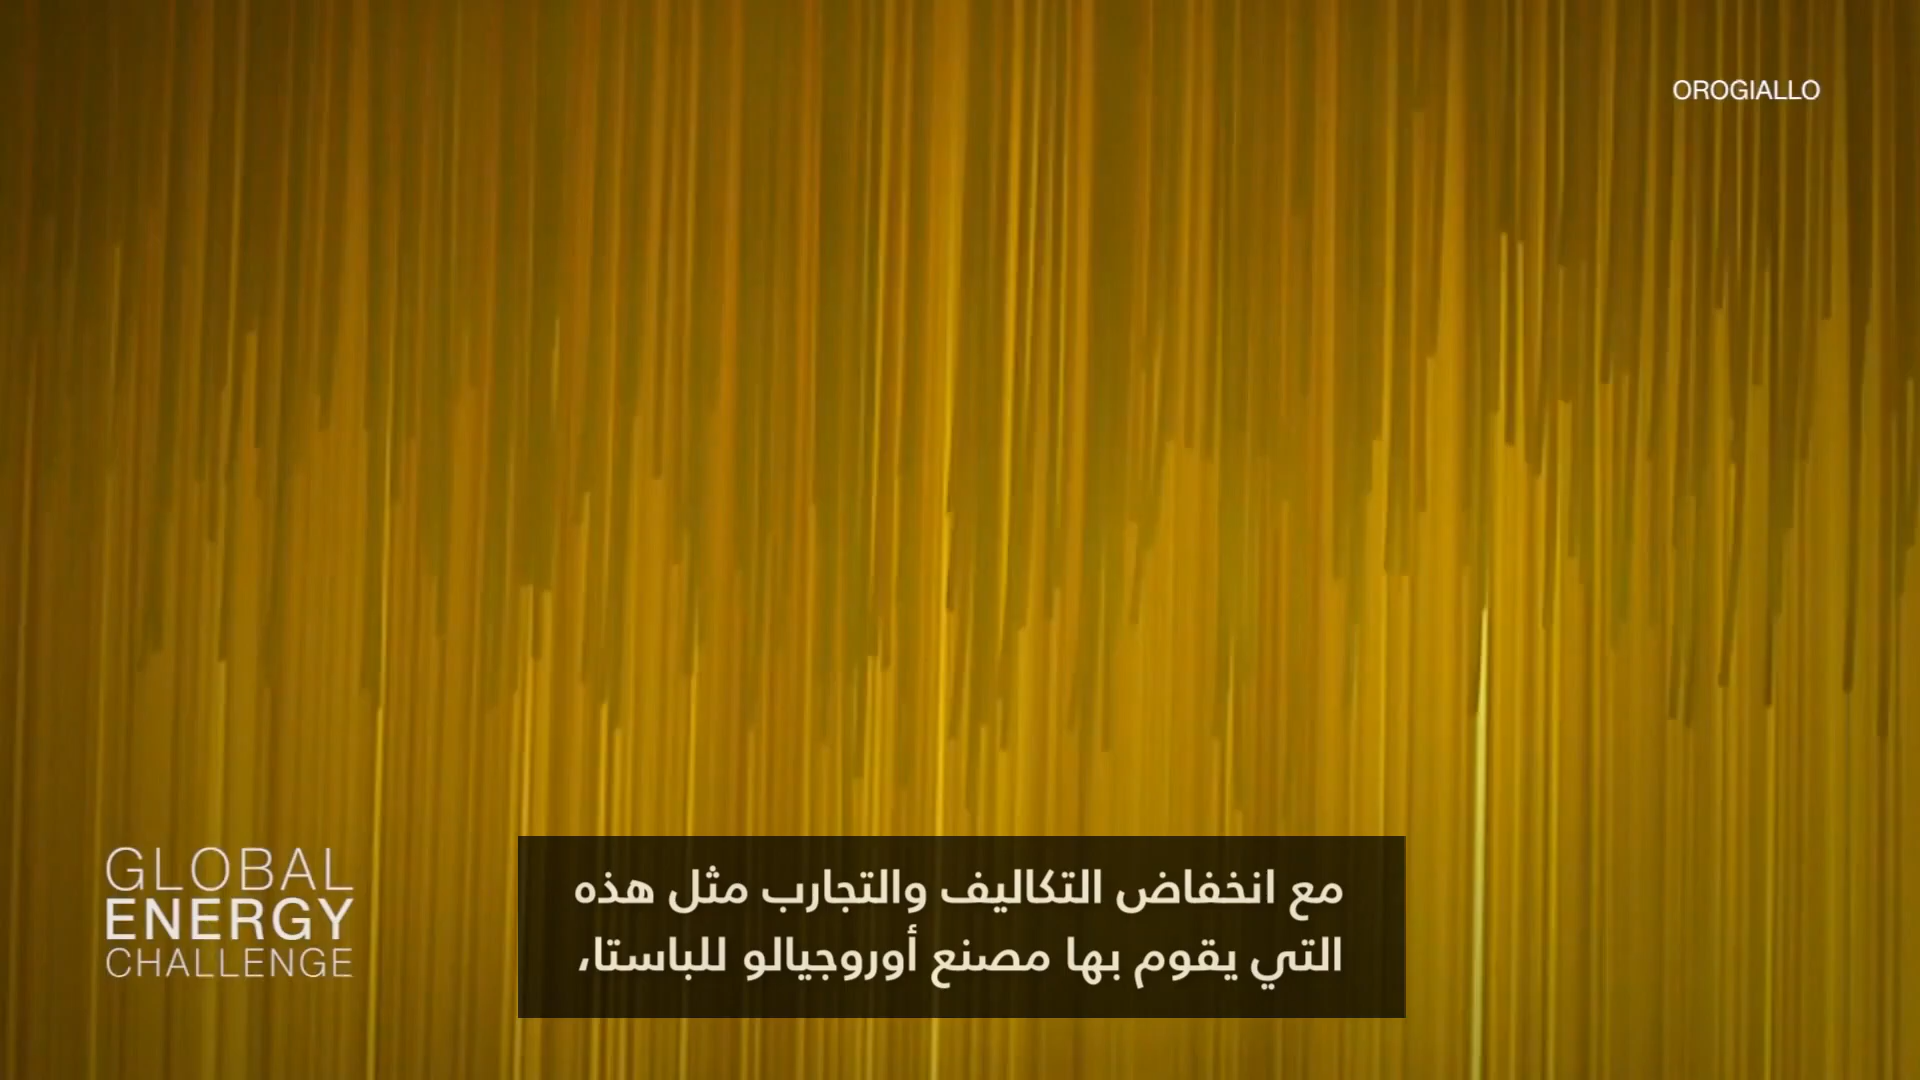 OROGIALLO
GLOBAL
ENERGY
CHALLENGE
مع انخفاض التكاليف والتجارب مثل هذه
التي يقوم بها مصنع أوروجيالو للباستا،